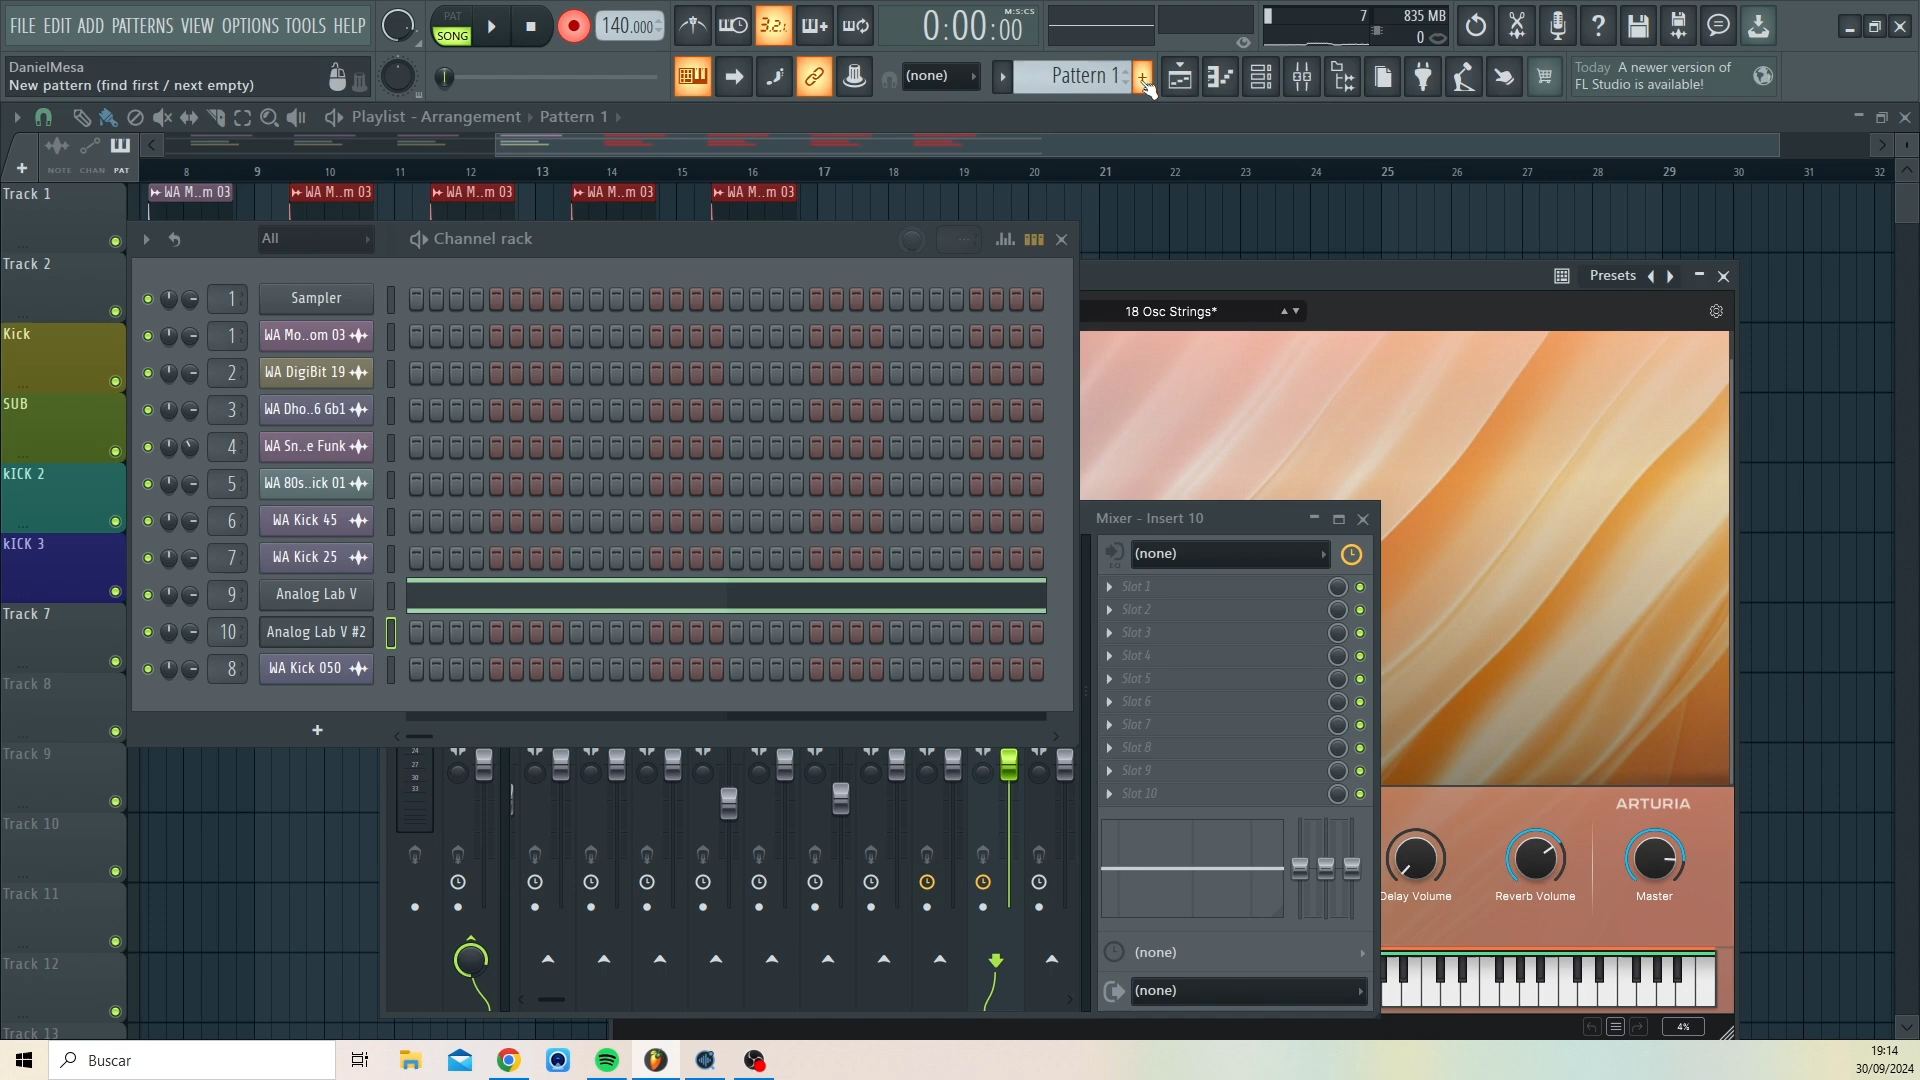 FILE EDIT ADD PATTERNS VIEW OPTIONS TOOLS HELP
PAT
SONG
140.000
3.2.
0:00:00
M:S:CS
7
835 MB
0
DanielMesa
New pattern (find first / next empty)
(none)
Pattern 1
+
Today A newer version of
FL Studio is available!
Playlist - Arrangement › Pattern 1 ›
NOTE CHAN PAT
+
8 9 10 11 12 13 14 15 16 17 18 19 20 21 22 23 24 25 26 27 28 29 30 31 32
WA M..m 03
WA M..m 03
WA M..m 03
WA M..m 03
WA M..m 03
Track 1
Track 2
Kick
SUB
kICK 2
kICK 3
Track 7
Track 8
Track 9
Track 10
Track 11
Track 12
Track 13
All
Channel rack
1 Sampler
1 WA Mo..om 03
2 WA DigiBit 19
3 WA Dho..6 Gb1
4 WA Sn..e Funk
5 WA 80s..ick 01
6 WA Kick 45
7 WA Kick 25
9 Analog Lab V
10 Analog Lab V #2
8 WA Kick 050
+
Presets
18 Osc Strings*
Mixer - Insert 10
(none)
EQ
Slot 1
Slot 2
Slot 3
Slot 4
Slot 5
Slot 6
Slot 7
Slot 8
Slot 9
Slot 10
(none)
(none)
24
27
30
33
ARTURIA
Delay Volume
Reverb Volume
Master
4%
Buscar
19:14
30/09/2024